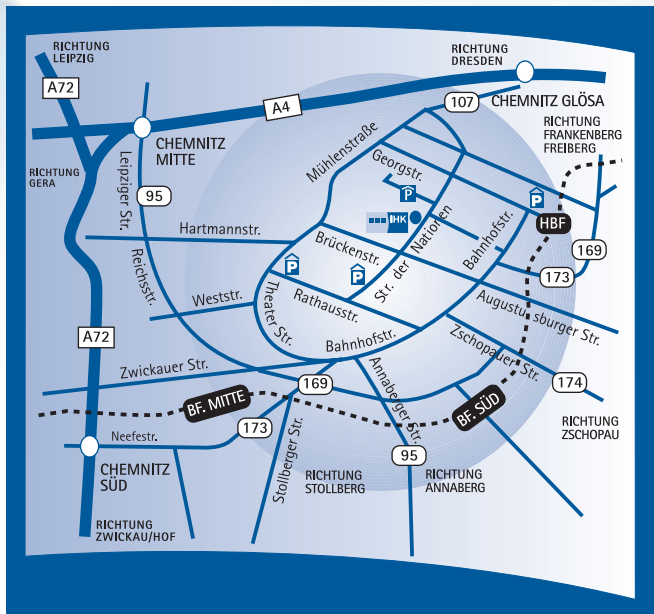 RICHTUNG
LEIPZIG
RICHTUNG
DRESDEN
A72
A4
107
CHEMNITZ GLÖSA
CHEMNITZ
MITTE
RICHTUNG
FRANKENBERG
FREIBERG
Mühlenstraße
Georgstr.
P
RICHTUNG
GERA
Leipziger Str.
95
P
IHK
HBF
Hartmannstr.
Brückenstr.
Str. der Nationen
Bahnhofstr.
169
173
Reichsstr.
P
P
Weststr.
Theater Str.
Rathausstr.
Augustusburger Str.
A72
Bahnhofstr.
Zschopauer Str.
Zwickauer Str.
169
Annaberger Str.
174
BF. MITTE
BF. SÜD
173
Neefestr.
Stollberger Str.
95
RICHTUNG
ZSCHOPAU
CHEMNITZ
SÜD
RICHTUNG
STOLLBERG
RICHTUNG
ANNABERG
RICHTUNG
ZWICKAU/HOF